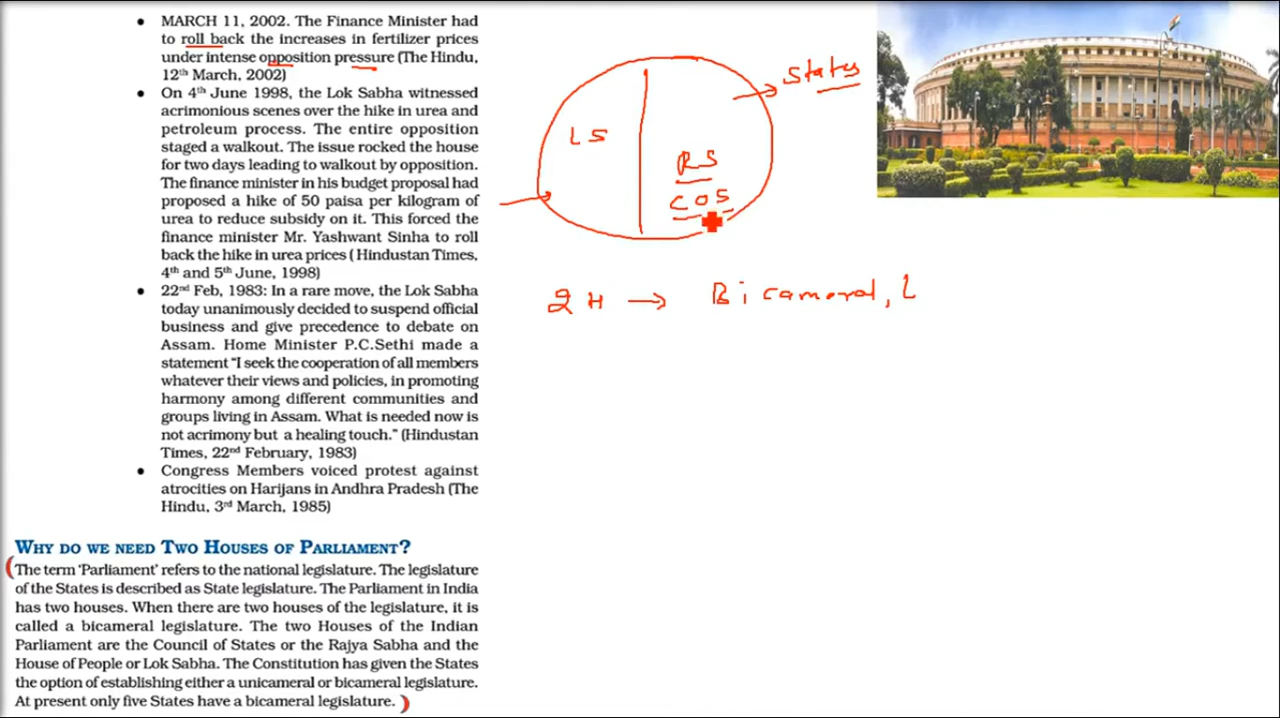 • MARCH 11, 2002. The Finance Minister had
to roll back the increases in fertilizer prices
under intense opposition pressure (The Hindu,
12th March, 2002)
• On 4th June 1998, the Lok Sabha witnessed
acrimonious scenes over the hike in urea and
petroleum process. The entire opposition
staged a walkout. The issue rocked the house
for two days leading to walkout by opposition.
The finance minister in his budget proposal had
proposed a hike of 50 paisa per kilogram of
urea to reduce subsidy on it. This forced the
finance minister Mr. Yashwant Sinha to roll
back the hike in urea prices ( Hindustan Times,
4th and 5th June, 1998)
• 22nd Feb, 1983: In a rare move, the Lok Sabha
today unanimously decided to suspend official
business and give precedence to debate on
Assam. Home Minister P.C.Sethi made a
statement “I seek the cooperation of all members
whatever their views and policies, in promoting
harmony among different communities and
groups living in Assam. What is needed now is
not acrimony but a healing touch.” (Hindustan
Times, 22nd February, 1983)
• Congress Members voiced protest against
atrocities on Harijans in Andhra Pradesh (The
Hindu, 3rd March, 1985)
WHY DO WE NEED TWO HOUSES OF PARLIAMENT?
(The term ‘Parliament’ refers to the national legislature. The legislature
of the States is described as State legislature. The Parliament in India
has two houses. When there are two houses of the legislature, it is
called a bicameral legislature. The two Houses of the Indian
Parliament are the Council of States or the Rajya Sabha and the
House of People or Lok Sabha. The Constitution has given the States
the option of establishing either a unicameral or bicameral legislature.
At present only five States have a bicameral legislature. )
States
LS
RS
COS
2 H → Bicameral, L